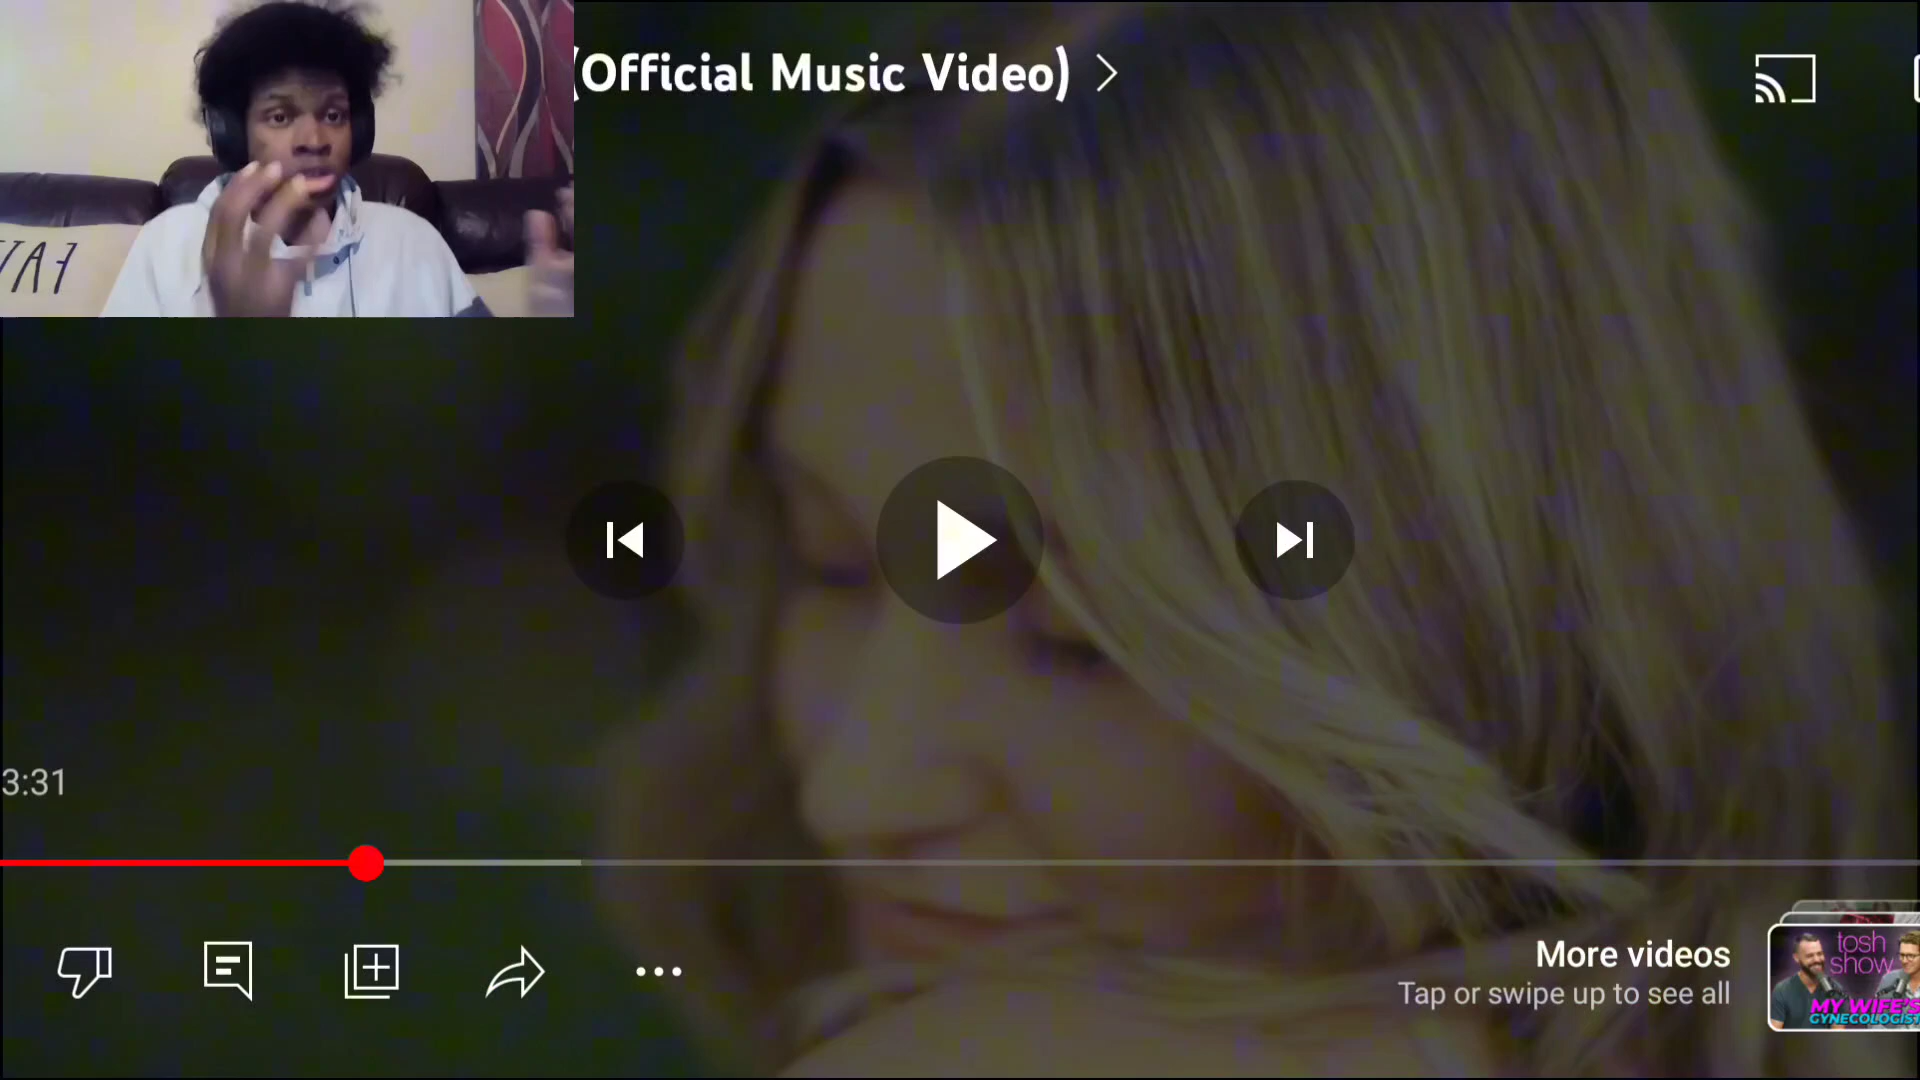 (Official Music Video)
3:31
More videos
Tap or swipe up to see all
tosh
show
MY WIFE'S
GYNECOLOGIST